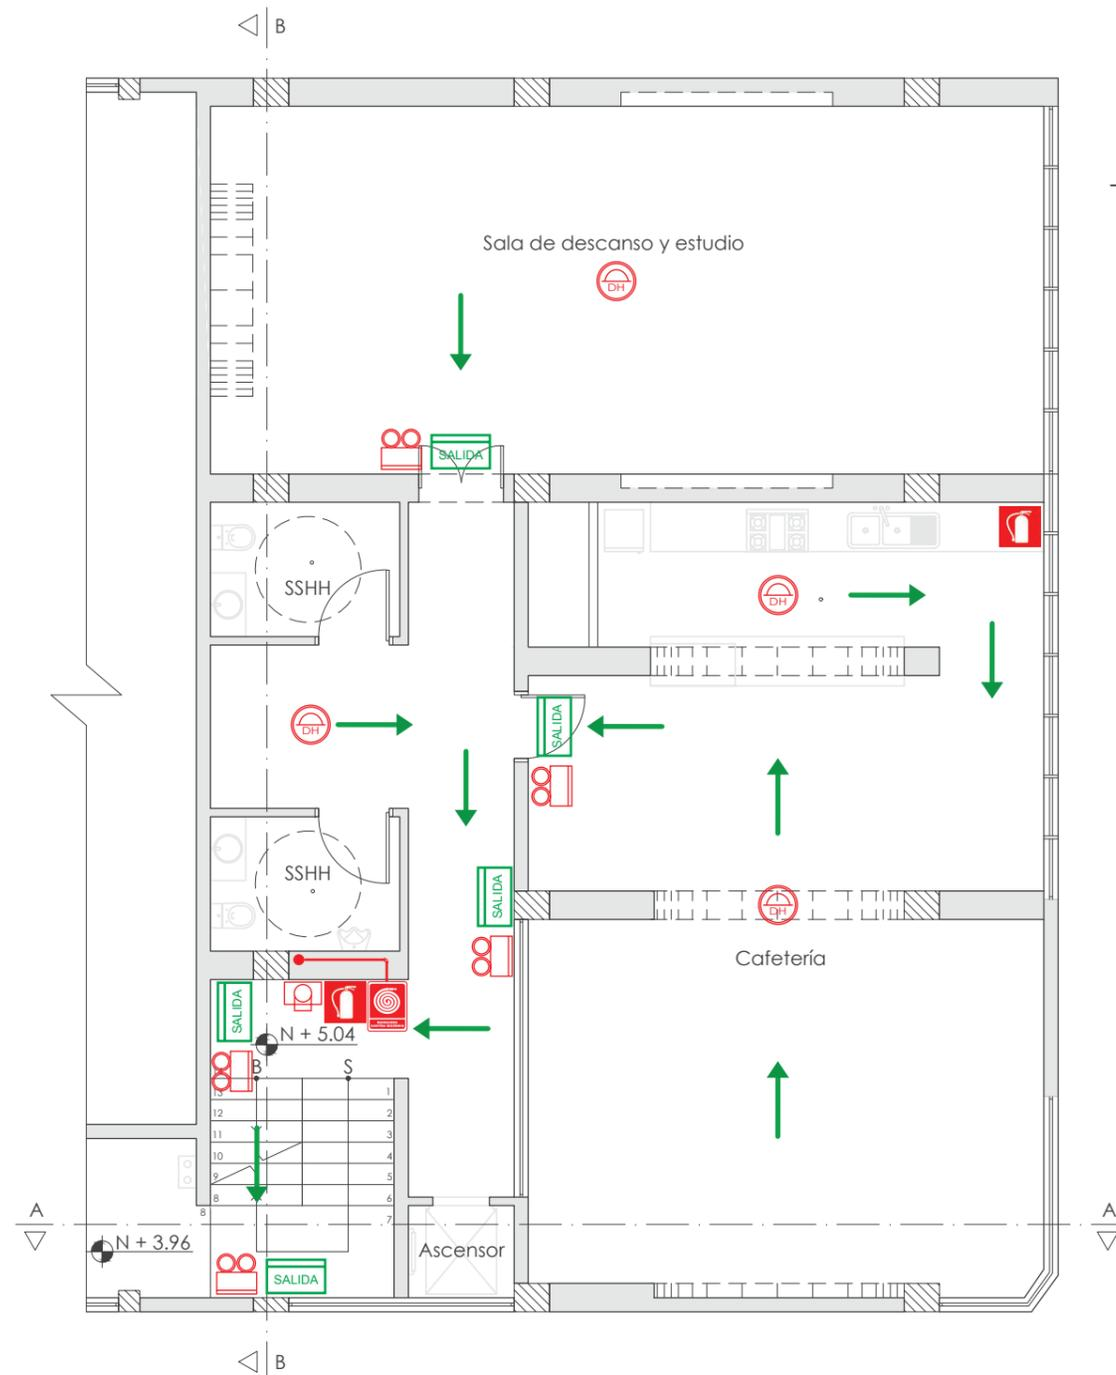 B
Sala de descanso y estudio
DH
SALIDA
SSHH
DH
SALIDA
DH
SSHH
SALIDA
DH
Cafetería
SALIDA
N + 5.04
B
S
13
1
12
2
11
3
10
4
9
5
8
6
8
7
A
A
N + 3.96
Ascensor
SALIDA
B